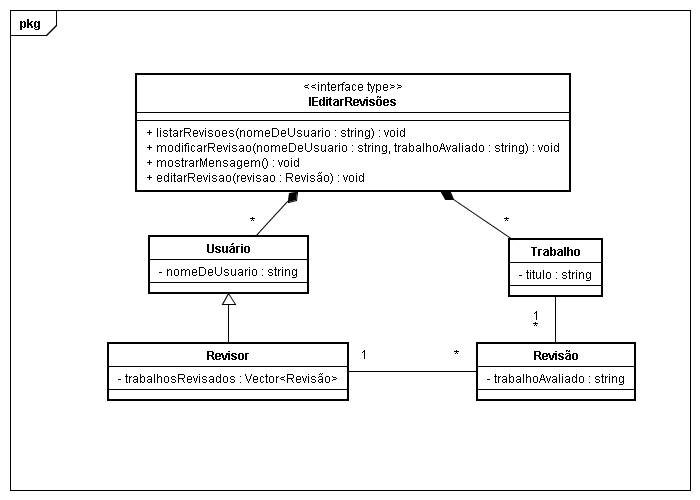 pkg
<<interface type>>
IEditarRevisões
+ listarRevisoes(nomeDeUsuario : string) : void
+ modificarRevisao(nomeDeUsuario : string, trabalhoAvaliado : string) : void
+ mostrarMensagem() : void
+ editarRevisao(revisao : Revisão) : void
*
*
Usuário
- nomeDeUsuario : string
Trabalho
- titulo : string
1
*
Revisor
- trabalhosRevisados : Vector<Revisão>
1
*
Revisão
- trabalhoAvaliado : string